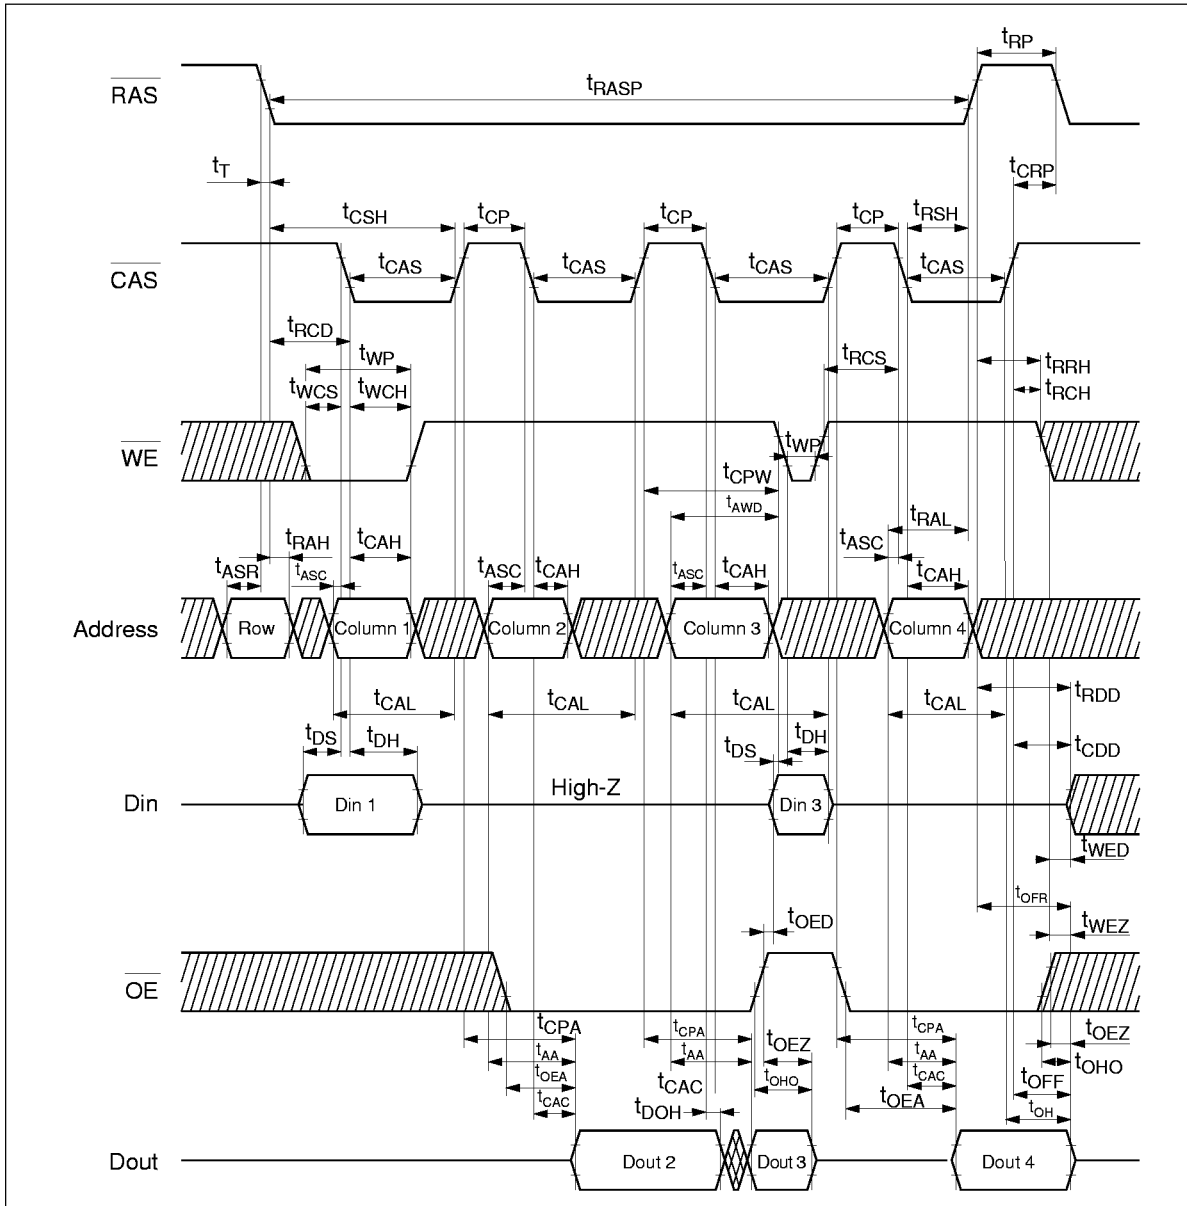 tRP
RAS
tRASP
tT
tCRP
tCSH
tCP
tCP
tCP
tRSH
CAS
tCAS
tCAS
tCAS
tCAS
tRCD
tWP
tRCS
tRRH
tWCS
tWCH
tRCH
WE
tWP
tCPW
tAWD
tRAL
tRAH
tCAH
tASC
tASR
tASC
tASC
tCAH
tASC
tCAH
tCAH
Address
Row
Column 1
Column 2
Column 3
Column 4
tRDD
tCAL
tCAL
tCAL
tCAL
tDS
tDH
tDS
tDH
tCDD
Din
Din 1
High-Z
Din 3
tWED
tOFR
tOED
tWEZ
OE
tCPA
tCPA
tCPA
tOEZ
tAA
tAA
tOEZ
tAA
tOHO
tOEA
tCAC
tOHO
tCAC
tOFF
tCAC
tOEA
tDOH
tOH
Dout
Dout 2
Dout 3
Dout 4